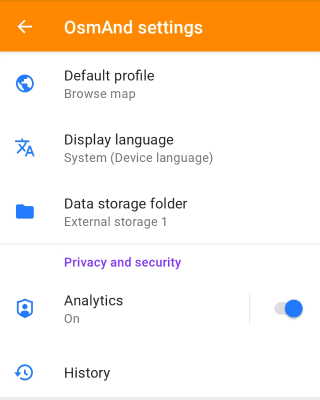 OsmAnd settings
Default profile
Browse map
Display language
System (Device language)
Data storage folder
External storage 1
Privacy and security
Analytics
On
History